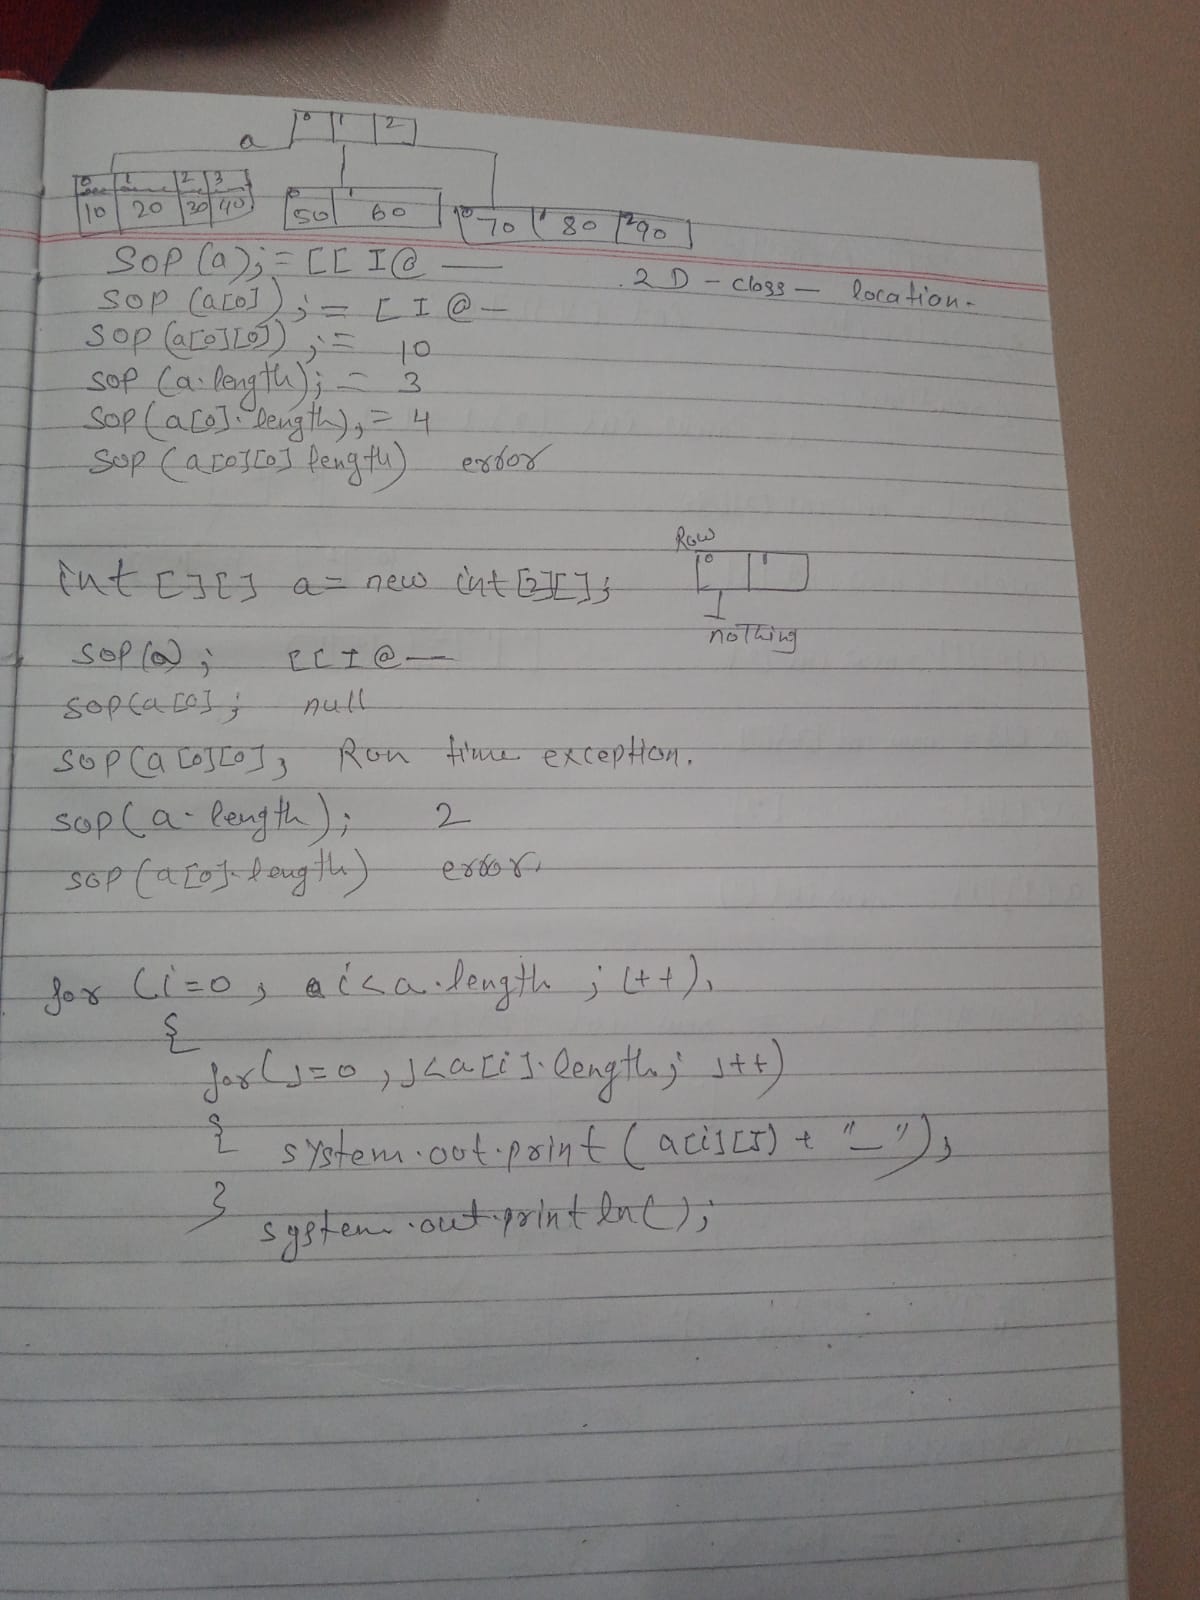 0 1 2
a
0 1 2 3
10 20 30 40
0 1
50 60
0 1 2
70 80 90
SOP (a); = [[ I@ —
2D - class - location.
SOP (a[0]); = [ I @ —
SOP (a[0][0]); = 10
SOP (a.length); = 3
SOP (a[0].length); = 4
SOP (a[0][0] length) error
Row
0 1
int [][] a = new int [2][];
nothing
SOP (a); [[ I @ —
SOP (a [0]; null
SOP (a [0][0]; Run time exception.
SOP (a. length); 2
SOP (a[0].length) error.
for (i=0; i<a.length; i++).
{
for (j=0, j<a[i].length; j++)
{ system.out.print (a[i][J) + "_");
}
system.out.println();